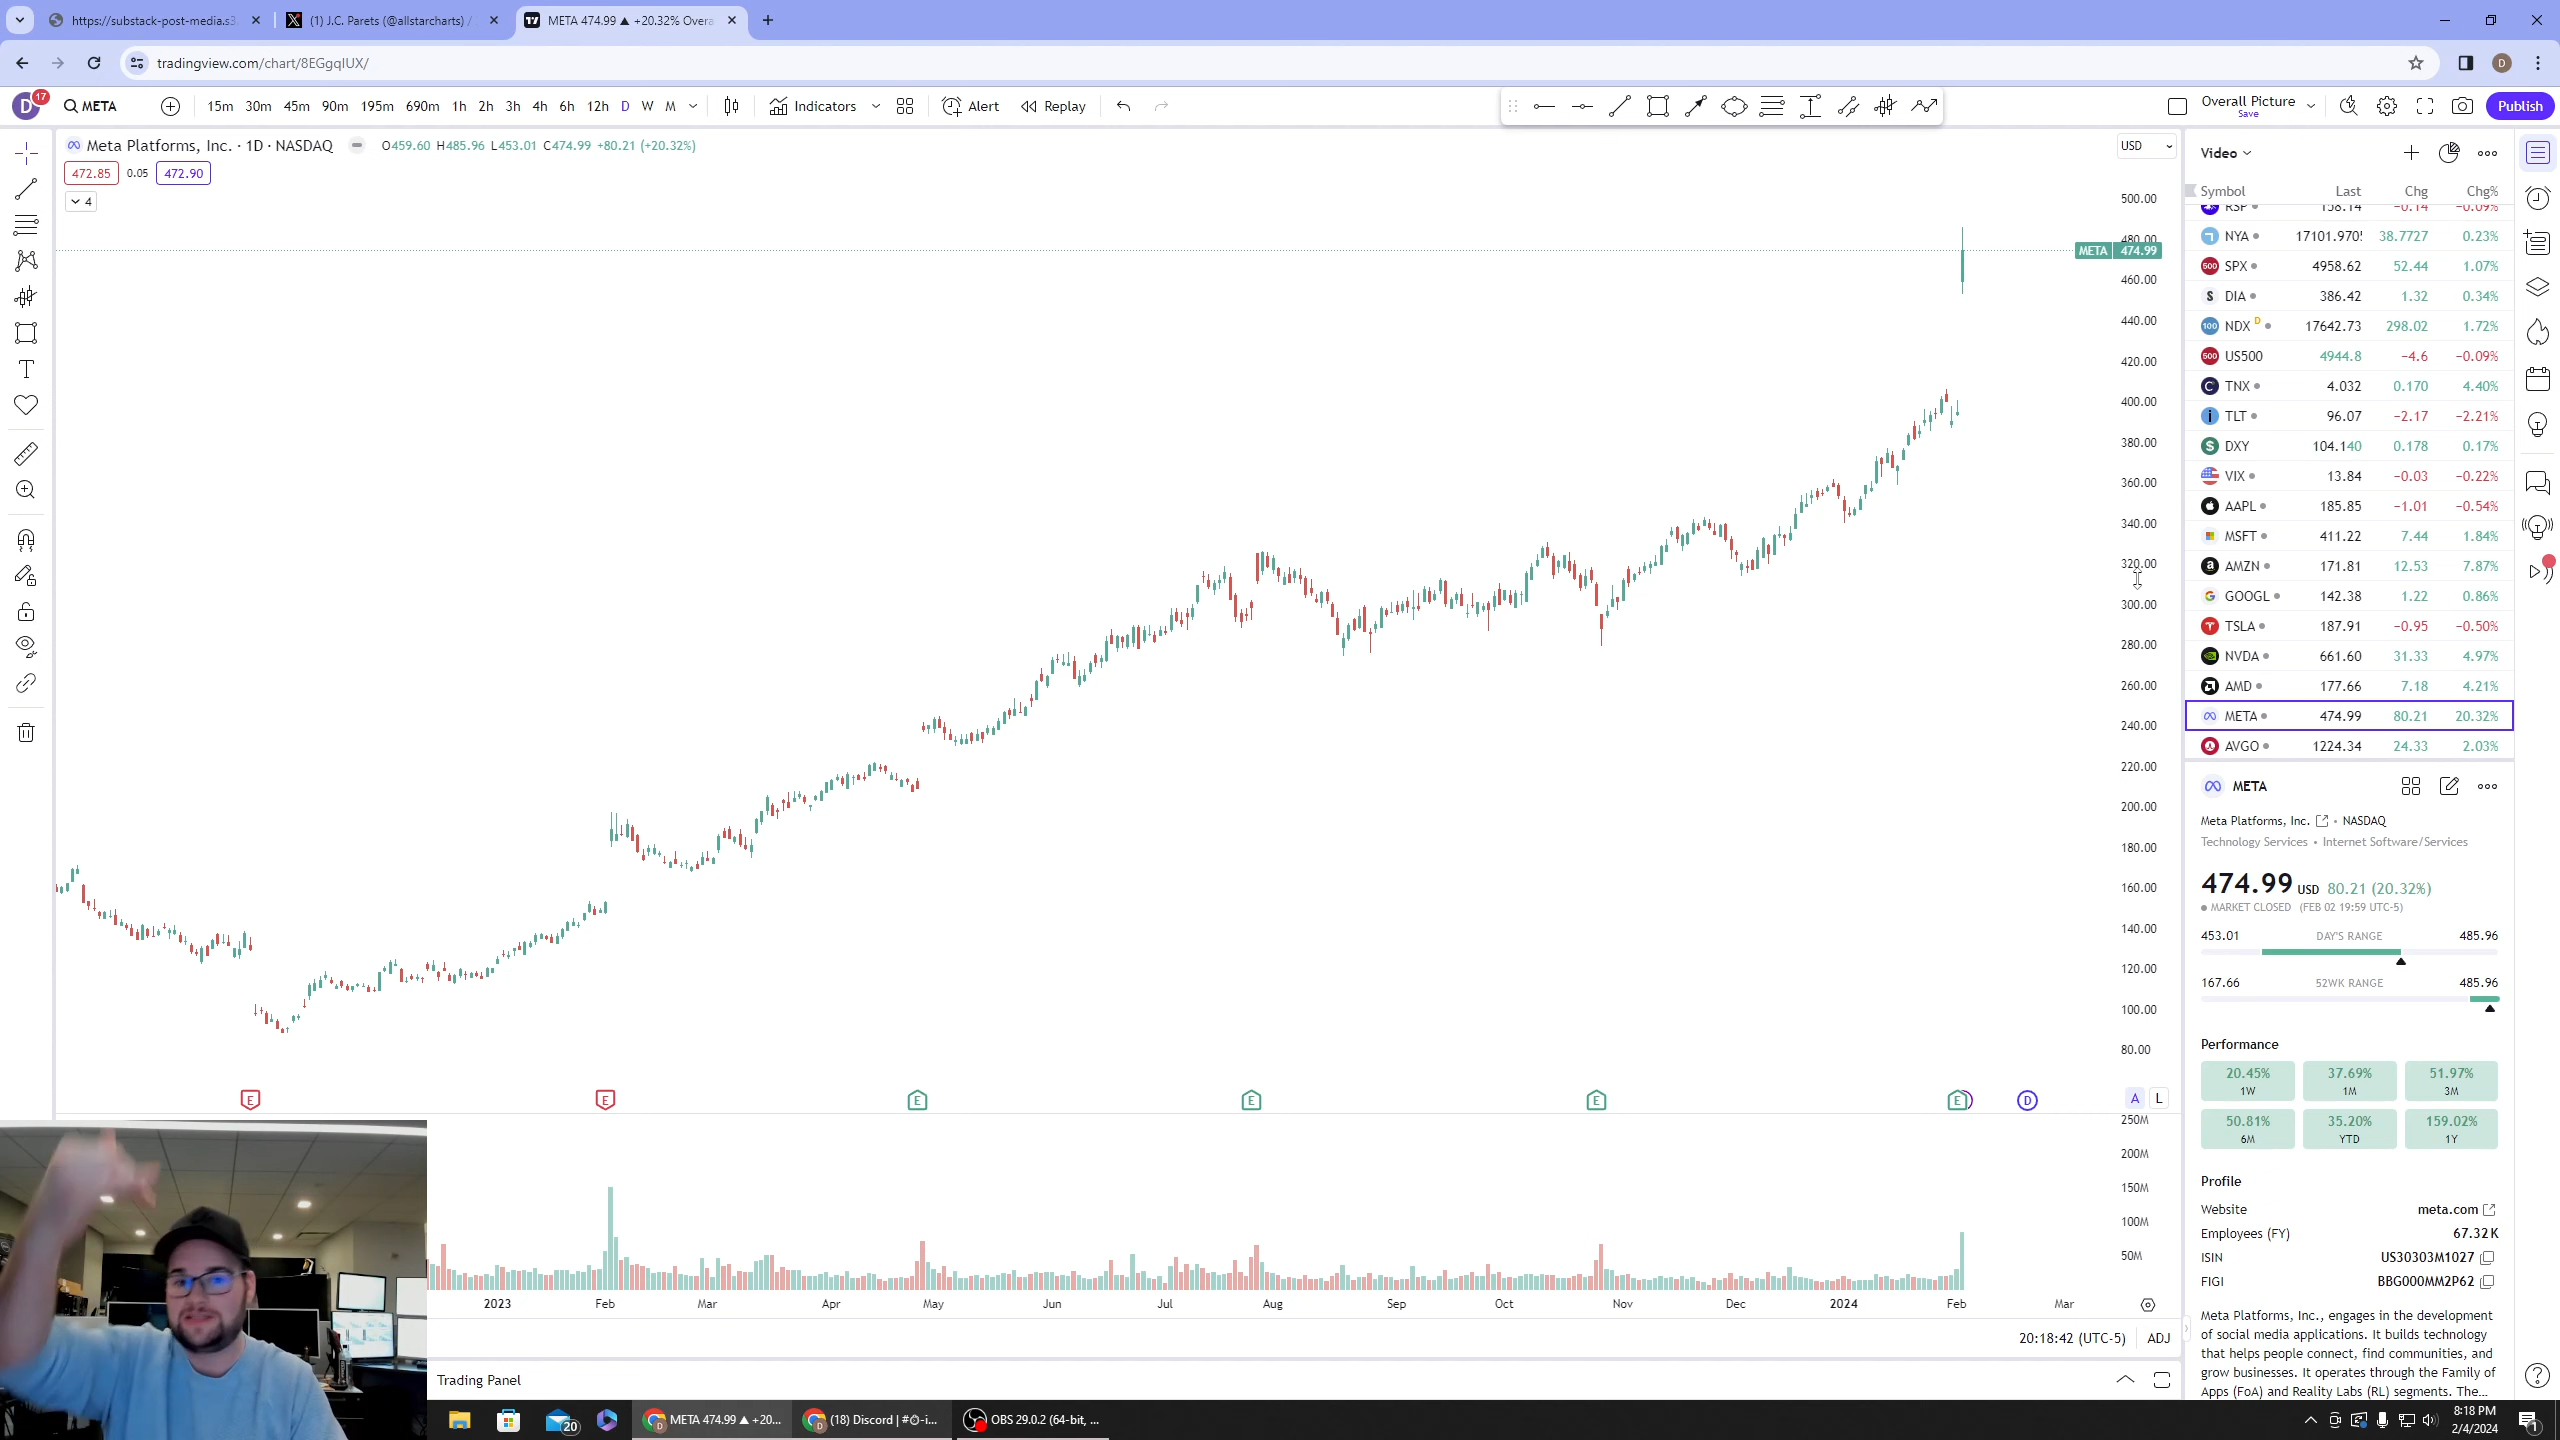 https://substack-post-media.s3
(1) J.C. Parets (@allstarcharts) /
META 474.99 ▲ +20.32% Overa
tradingview.com/chart/8EGgqIUX/
D 17 META 15m 30m 45m 90m 195m 690m 1h 2h 3h 4h 6h 12h D W M Indicators Alert Replay Overall Picture Save Publish
Meta Platforms, Inc. · 1D · NASDAQ O459.60 H485.96 L453.01 C474.99 +80.21 (+20.32%)
472.85 0.05 472.90
4
USD
500.00
480.00
META 474.99
460.00
440.00
420.00
400.00
380.00
360.00
340.00
320.00
300.00
280.00
260.00
240.00
220.00
200.00
180.00
160.00
140.00
120.00
100.00
80.00
E E E E E E D A L
250M
200M
150M
100M
50M
2023 Feb Mar Apr May Jun Jul Aug Sep Oct Nov Dec 2024 Feb Mar
20:18:42 (UTC-5) ADJ
Trading Panel
Video
Symbol Last Chg Chg%
RSP 158.14 −0.14 −0.09%
NYA 17101.970 38.7727 0.23%
SPX 4958.62 52.44 1.07%
DIA 386.42 1.32 0.34%
NDX D 17642.73 298.02 1.72%
US500 4944.8 −4.6 −0.09%
TNX 4.032 0.170 4.40%
TLT 96.07 −2.17 −2.21%
DXY 104.140 0.178 0.17%
VIX 13.84 −0.03 −0.22%
AAPL 185.85 −1.01 −0.54%
MSFT 411.22 7.44 1.84%
AMZN 171.81 12.53 7.87%
GOOGL 142.38 1.22 0.86%
TSLA 187.91 −0.95 −0.50%
NVDA 661.60 31.33 4.97%
AMD 177.66 7.18 4.21%
META 474.99 80.21 20.32%
AVGO 1224.34 24.33 2.03%
META
Meta Platforms, Inc. • NASDAQ
Technology Services • Internet Software/Services
474.99 USD 80.21 (20.32%)
MARKET CLOSED (FEB 02 19:59 UTC-5)
453.01 DAY'S RANGE 485.96
167.66 52WK RANGE 485.96
Performance
20.45% 37.69% 51.97%
1W 1M 3M
50.81% 35.20% 159.02%
6M YTD 1Y
Profile
Website meta.com
Employees (FY) 67.32K
ISIN US30303M1027
FIGI BBG000MM2P62
Meta Platforms, Inc., engages in the development
of social media applications. It builds technology
that helps people connect, find communities, and
grow businesses. It operates through the Family of
Apps (FoA) and Reality Labs (RL) segments. The...
20 META 474.99 ▲ +20... (18) Discord | #⏱-i... OBS 29.0.2 (64-bit, ...
8:18 PM
2/4/2024
1